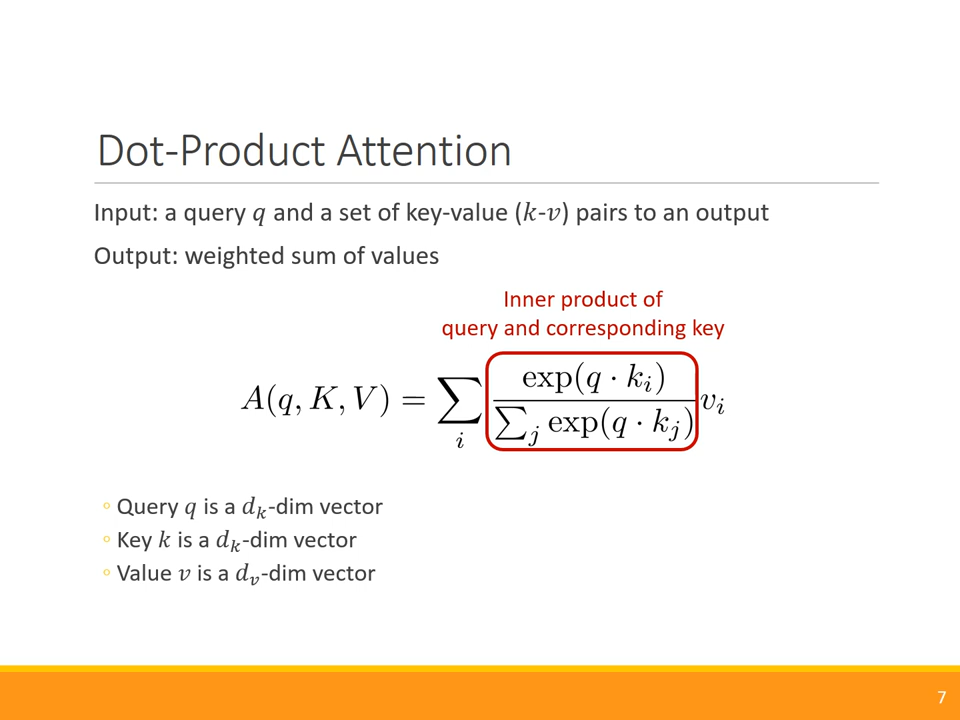 Dot-Product Attention
Input: a query q and a set of key-value (k-v) pairs to an output
Output: weighted sum of values
Inner product of
query and corresponding key
A(q, K, V) = ∑_i exp(q · k_i) / ∑_j exp(q · k_j) v_i
◦ Query q is a d_k-dim vector
◦ Key k is a d_k-dim vector
◦ Value v is a d_v-dim vector
7